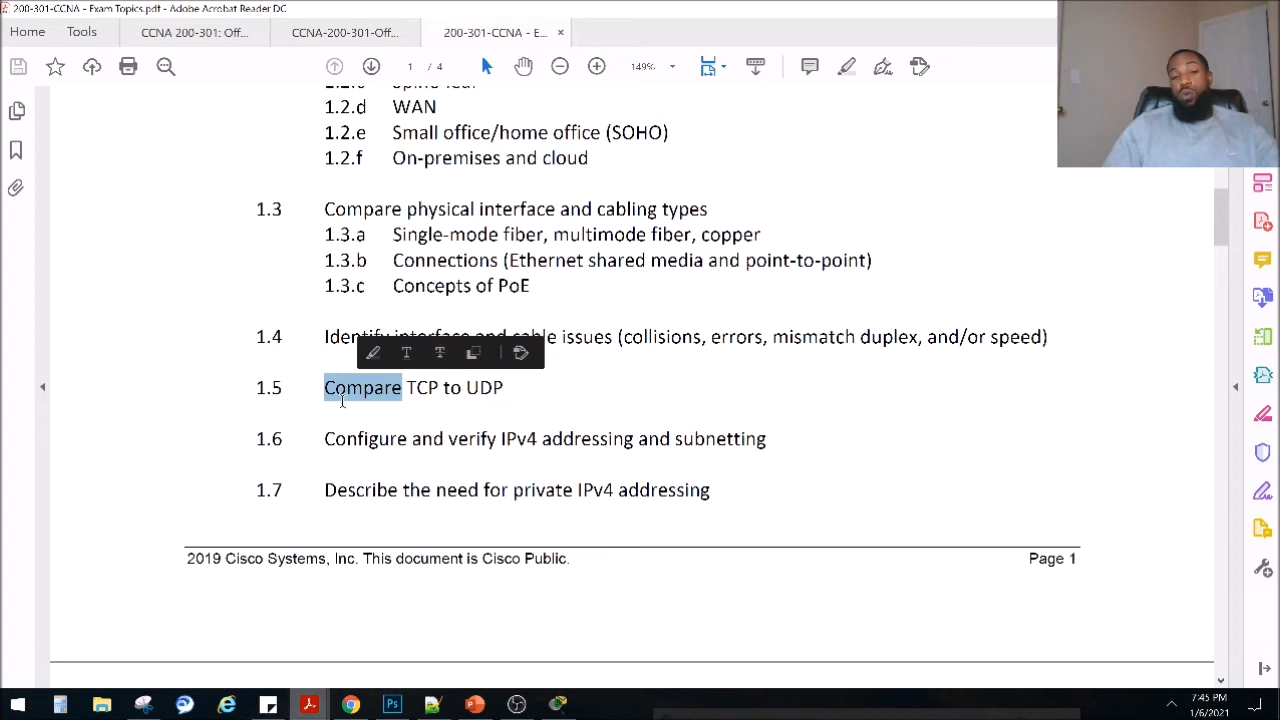 200-301-CCNA - Exam Topics.pdf - Adobe Acrobat Reader DC
Home Tools CCNA 200-301: Off... CCNA-200-301-Off... 200-301-CCNA - E... ×
1 / 4 149%
1.2.d WAN
1.2.e Small office/home office (SOHO)
1.2.f On-premises and cloud
1.3 Compare physical interface and cabling types
1.3.a Single-mode fiber, multimode fiber, copper
1.3.b Connections (Ethernet shared media and point-to-point)
1.3.c Concepts of PoE
1.4 Identify interface and cable issues (collisions, errors, mismatch duplex, and/or speed)
1.5 Compare TCP to UDP
1.6 Configure and verify IPv4 addressing and subnetting
1.7 Describe the need for private IPv4 addressing
2019 Cisco Systems, Inc. This document is Cisco Public. Page 1
7:45 PM
1/6/2021